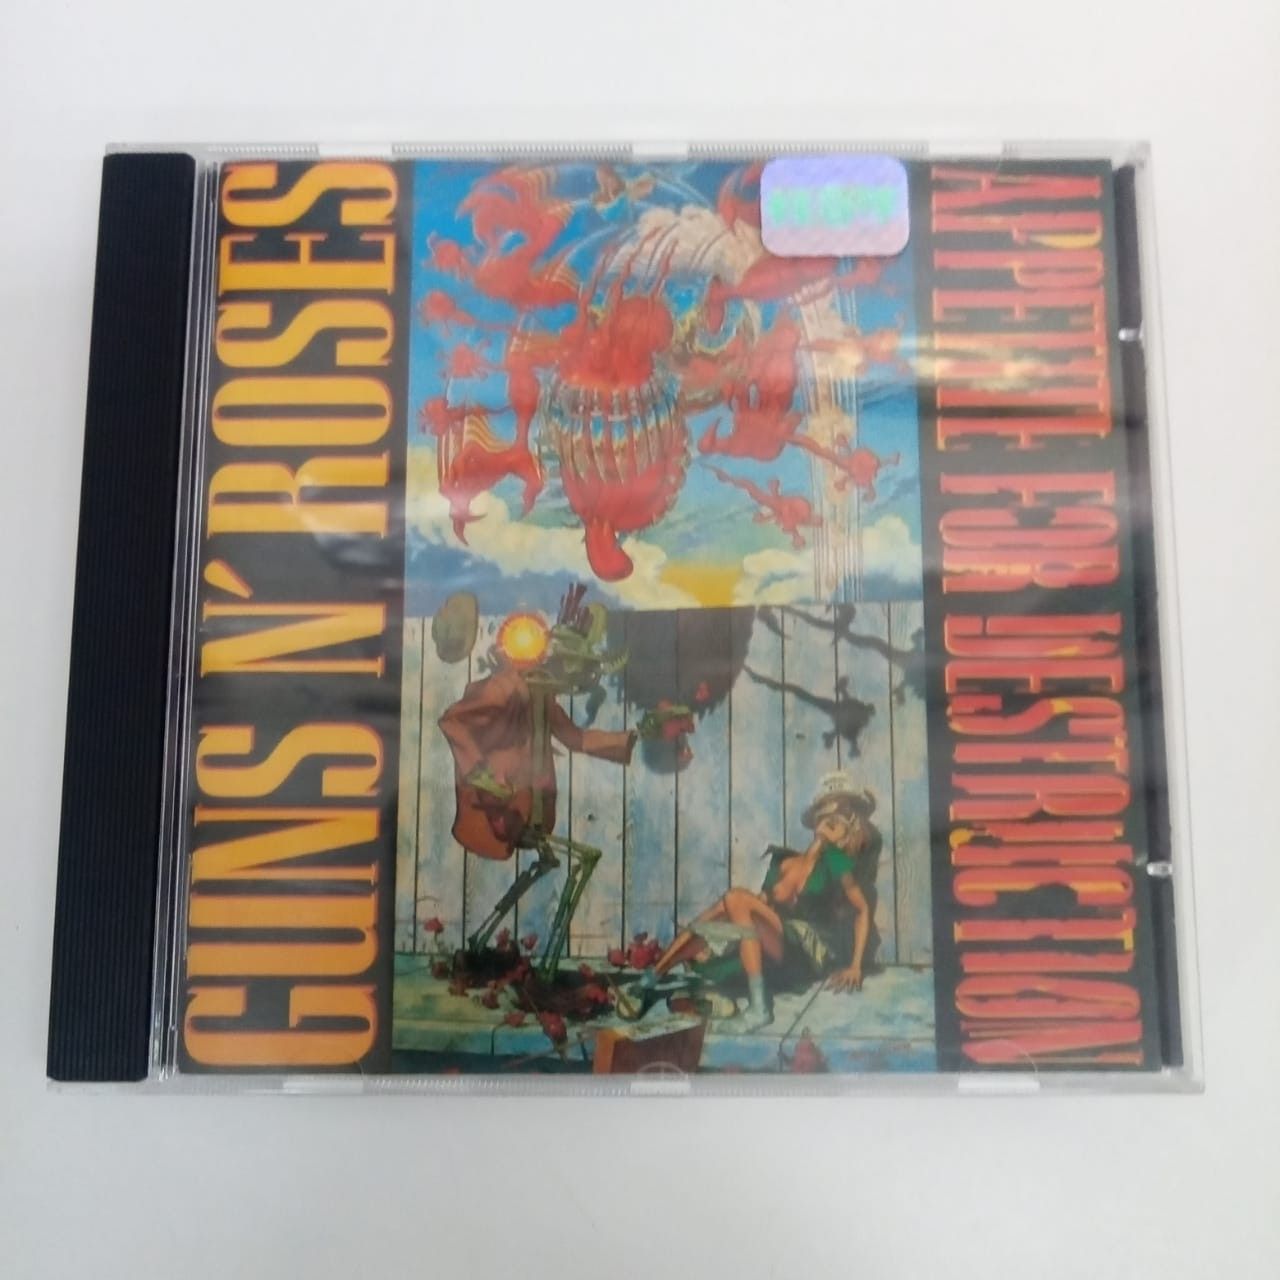 GUNS N' ROSES
APPETITE FOR DESTRUCTION